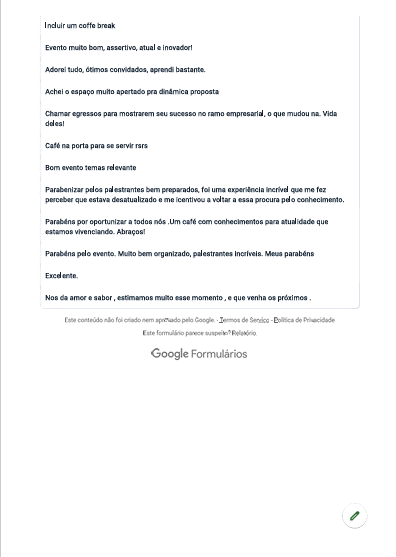 Incluir um coffe break
Evento muito bom, assertivo, atual e inovador!
Adorei tudo, ótimos convidados, aprendi bastante.
Achei o espaço muito apertado pra dinâmica proposta
Chamar egressos para mostrarem seu sucesso no ramo empresarial, o que mudou na. Vida
deles!
Café na porta para se servir rsrs
Bom evento temas relevante
Parabenizar pelos palestrantes bem preparados, foi uma experiência incrível que me fez
perceber que estava desatualizado e me icentivou a voltar a essa procura pelo conhecimento.
Parabéns por oportunizar a todos nós .Um café com conhecimentos para atualidade que
estamos vivenciando. Abraços!
Parabéns pelo evento. Muito bem organizado, palestrantes incríveis. Meus parabéns
Excelente.
Nos da amor e sabor , estimamos muito esse momento , e que venha os próximos .
Este conteúdo não foi criado nem aprovado pelo Google. - Termos de Serviço - Política de Privacidade
Este formulário parece suspeito? Relatório.
Google Formulários